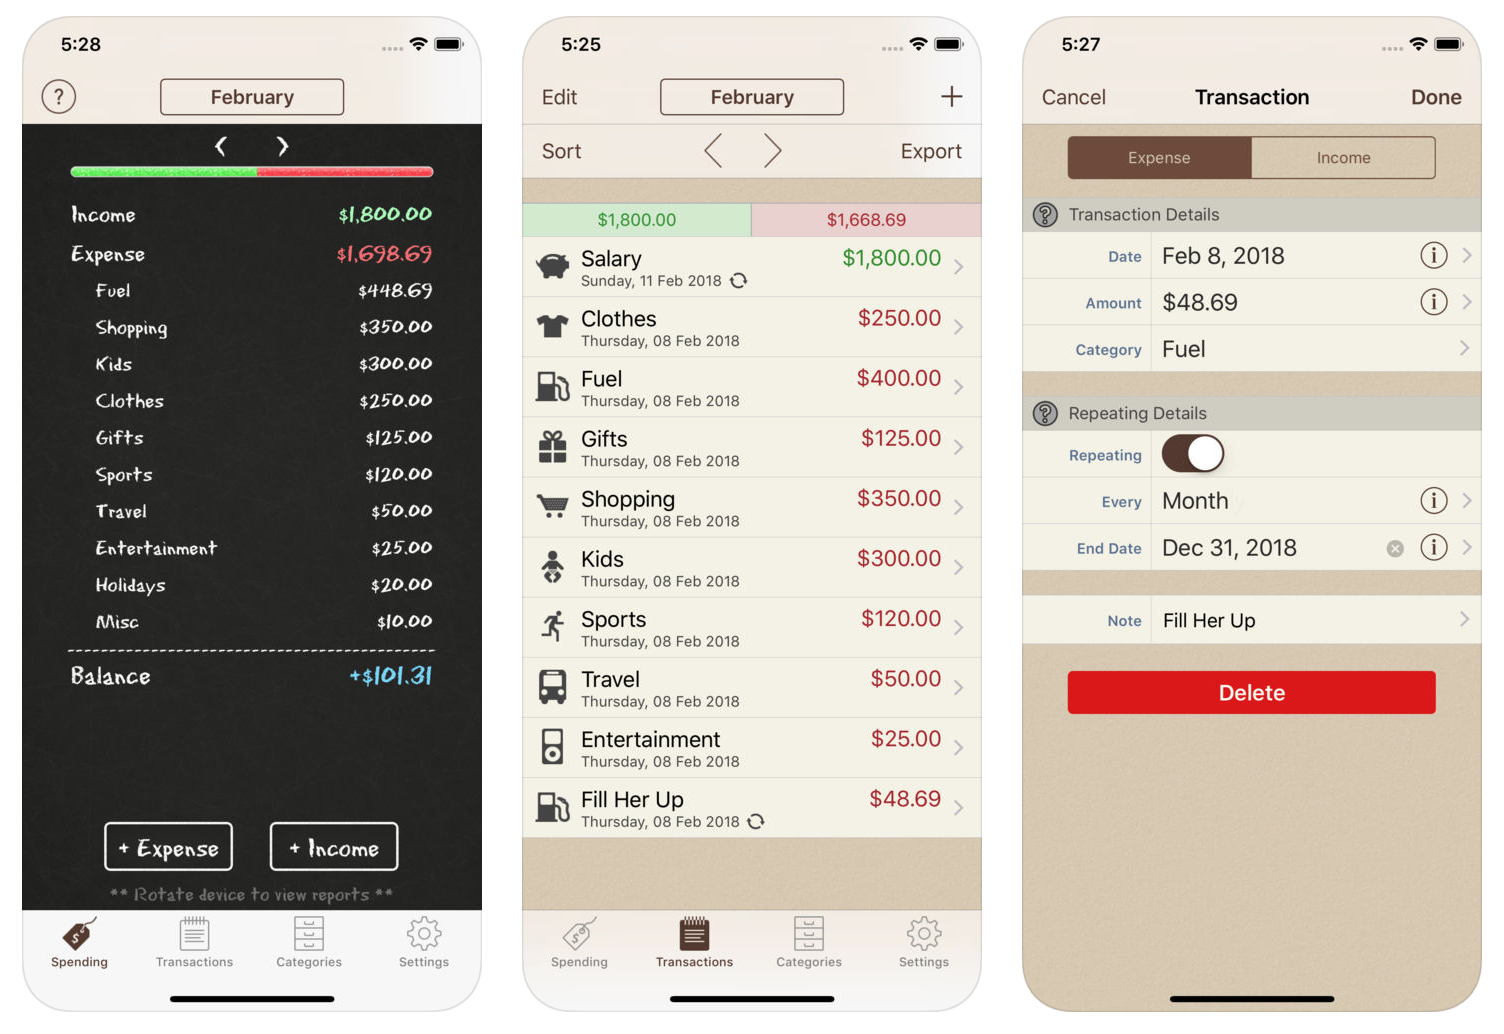 5:28
?
February
Income $1,800.00
Expense $1,698.69
Fuel $448.69
Shopping $350.00
Kids $300.00
Clothes $250.00
Gifts $125.00
Sports $120.00
Travel $50.00
Entertainment $25.00
Holidays $20.00
Misc $10.00
Balance +$101.31
+ Expense + Income
** Rotate device to view reports **
Spending Transactions Categories Settings
5:25
Edit February +
Sort Export
$1,800.00 $1,668.69
Salary $1,800.00
Sunday, 11 Feb 2018
Clothes $250.00
Thursday, 08 Feb 2018
Fuel $400.00
Thursday, 08 Feb 2018
Gifts $125.00
Thursday, 08 Feb 2018
Shopping $350.00
Thursday, 08 Feb 2018
Kids $300.00
Thursday, 08 Feb 2018
Sports $120.00
Thursday, 08 Feb 2018
Travel $50.00
Thursday, 08 Feb 2018
Entertainment $25.00
Thursday, 08 Feb 2018
Fill Her Up $48.69
Thursday, 08 Feb 2018
Spending Transactions Categories Settings
5:27
Cancel Transaction Done
Expense Income
? Transaction Details
Date Feb 8, 2018
Amount $48.69
Category Fuel
? Repeating Details
Repeating
Every Month
End Date Dec 31, 2018
Note Fill Her Up
Delete